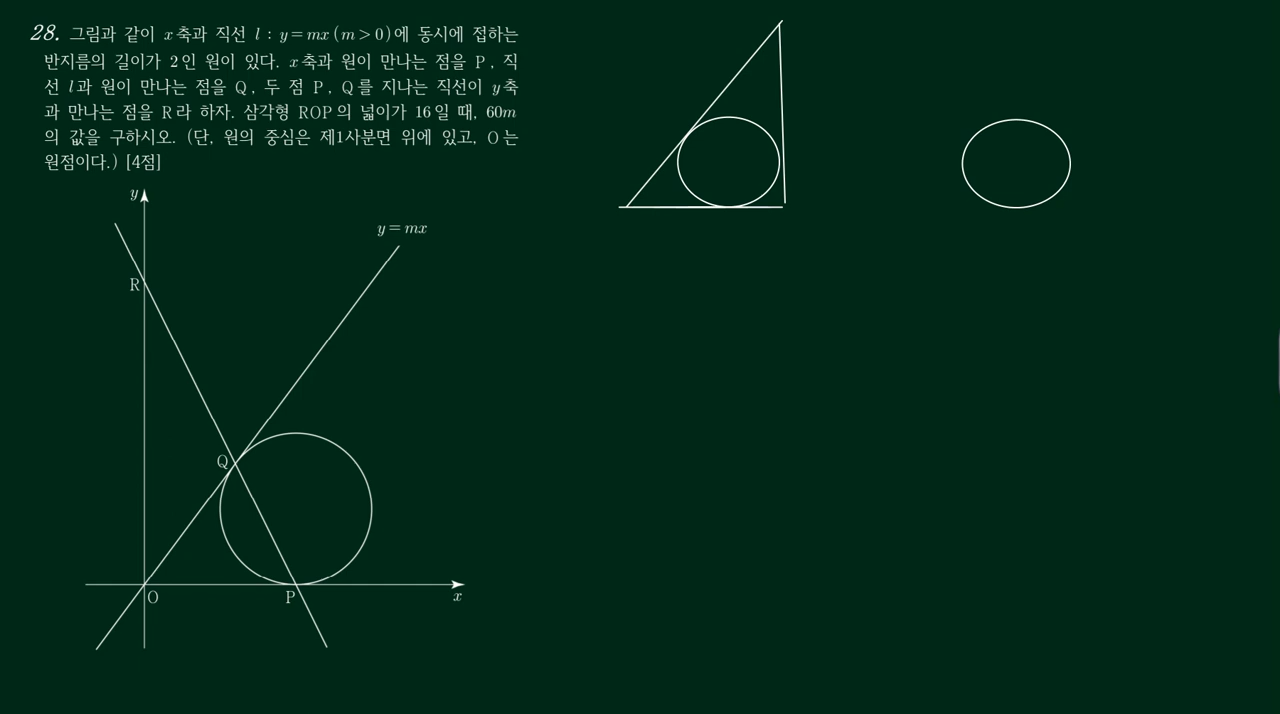 28. 그림과 같이 x축과 직선 l : y=mx(m>0)에 동시에 접하는
반지름의 길이가 2인 원이 있다. x축과 원이 만나는 점을 P, 직
선 l과 원이 만나는 점을 Q, 두 점 P, Q를 지나는 직선이 y축
과 만나는 점을 R라 하자. 삼각형 ROP의 넓이가 16일 때, 60m
의 값을 구하시오. (단, 원의 중심은 제1사분면 위에 있고, O는
원점이다.) [4점]
y
y=mx
R
Q
O
P
x